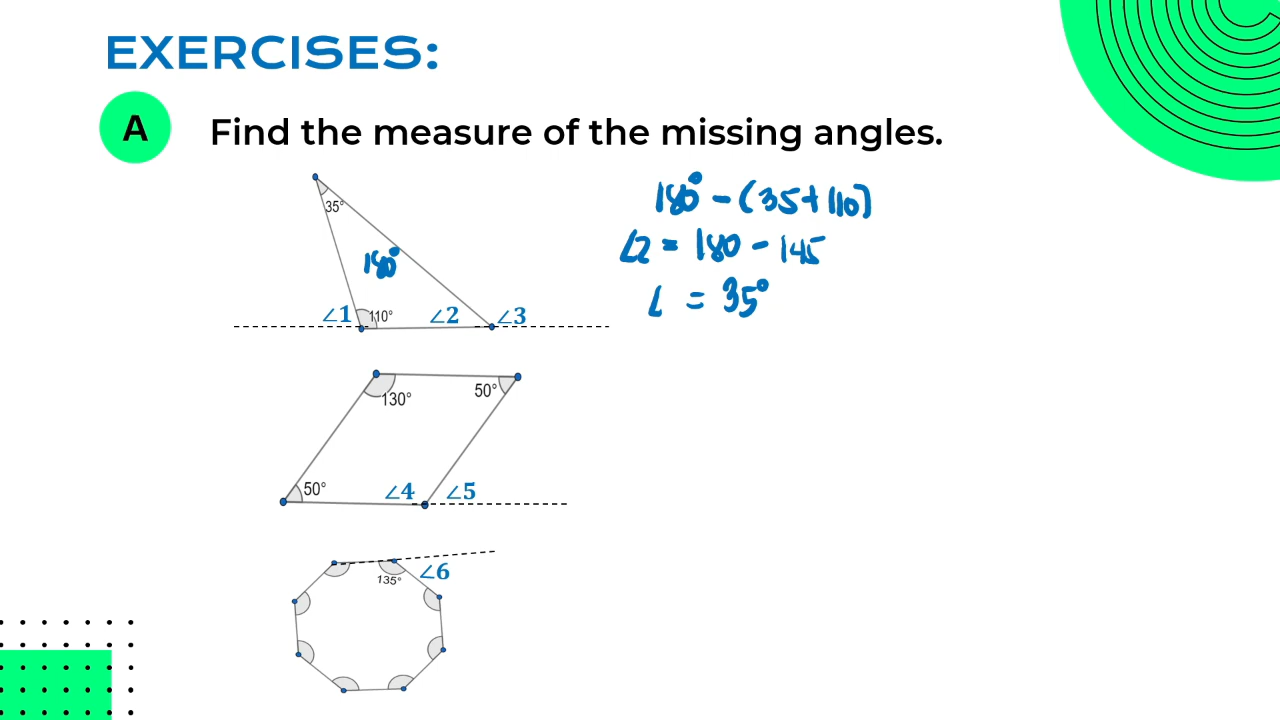 EXERCISES:
A
Find the measure of the missing angles.
35°
180°
∠1
110°
∠2
∠3
180° - (35+110)
∠2 = 180 - 145
∠ = 35°
130°
50°
50°
∠4
∠5
135°
∠6